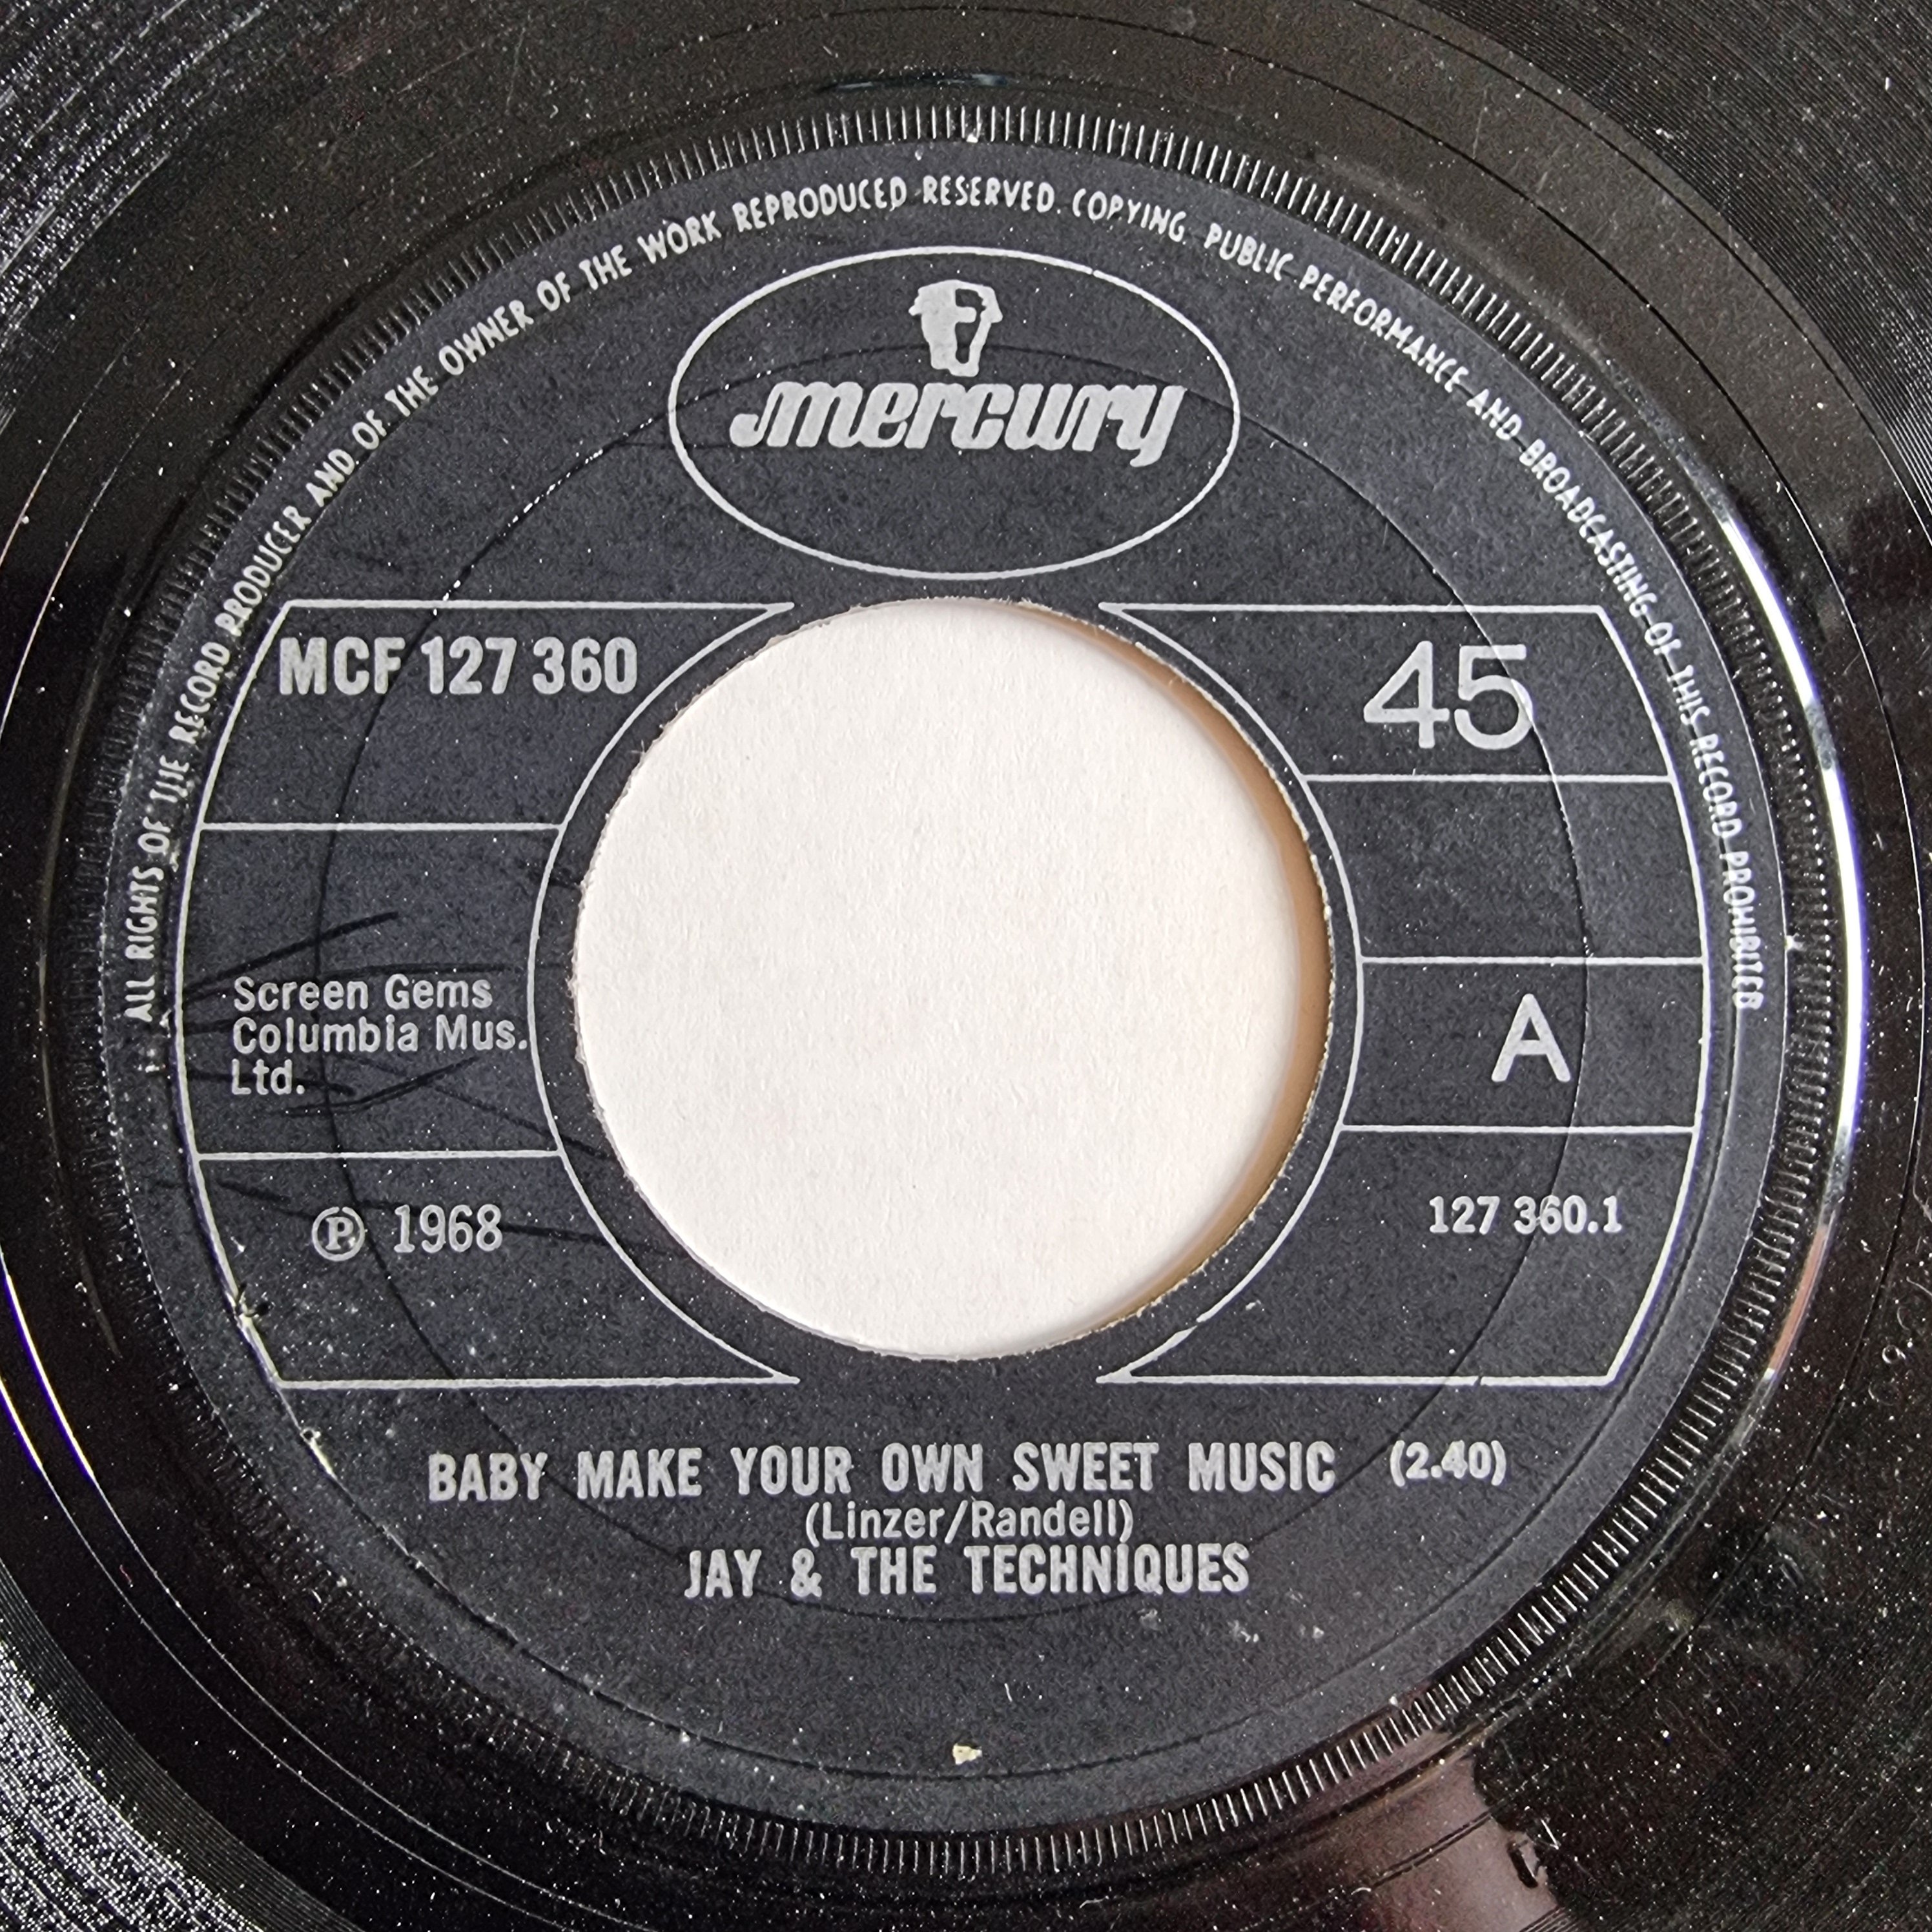 ALL RIGHTS OF THE RECORD PRODUCER AND OF THE OWNER OF THE WORK REPRODUCED RESERVED. COPYING. PUBLIC PERFORMANCE AND BROADCASTING OF THIS RECORD PROHIBITED
mercury
MCF 127 360
45
Screen Gems
Columbia Mus.
Ltd.
A
℗ 1968
127 360.1
BABY MAKE YOUR OWN SWEET MUSIC (2.40)
(Linzer/Randell)
JAY & THE TECHNIQUES